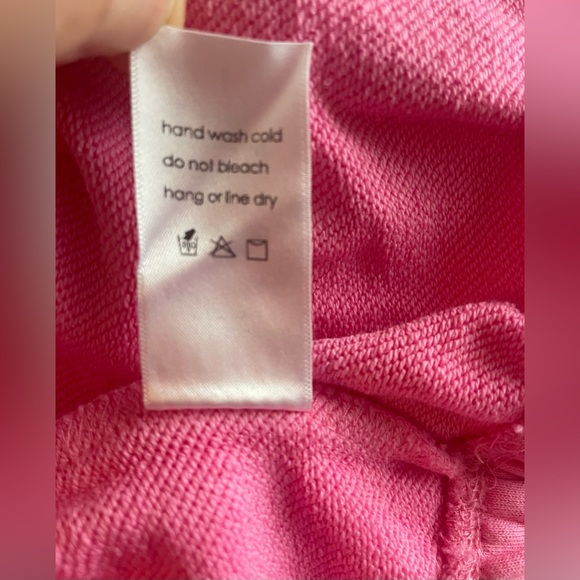 hand wash cold
do not bleach
hang or line dry